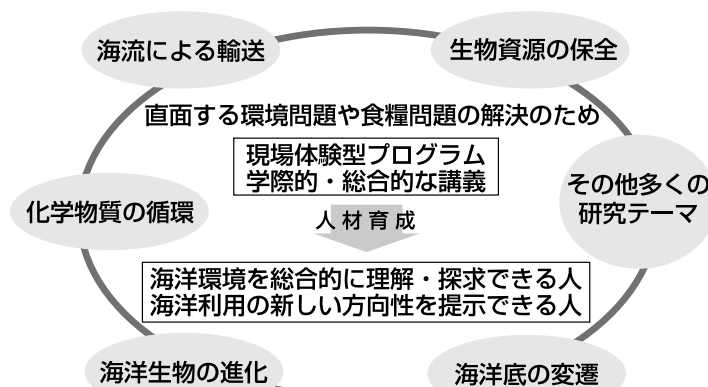 海流による輸送
生物資源の保全
直面する環境問題や食糧問題の解決のため
現場体験型プログラム
学際的・総合的な講義
その他多くの
研究テーマ
化学物質の循環
人材育成
海洋環境を総合的に理解・探求できる人
海洋利用の新しい方向性を提示できる人
海洋生物の進化
海洋底の変遷